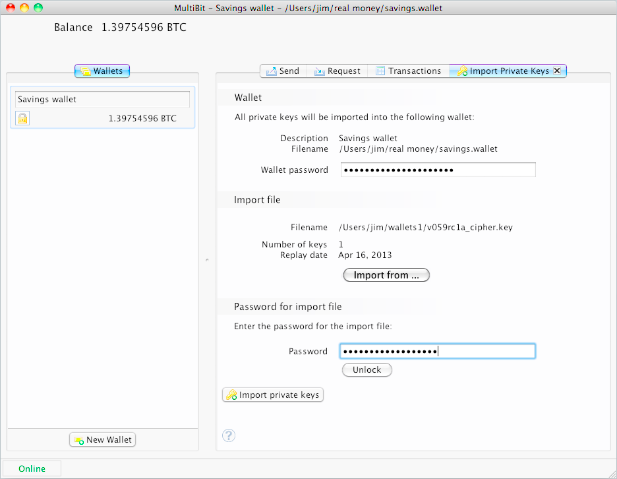 MultiBit - Savings wallet - /Users/jim/real money/savings.wallet
Balance 1.39754596 BTC
Wallets
Send Request Transactions Import Private Keys
Savings wallet
1.39754596 BTC
Wallet
All private keys will be imported into the following wallet:
Description Savings wallet
Filename /Users/jim/real money/savings.wallet
Wallet password •••••••••••••••••••••
Import file
Filename /Users/jim/wallets1/v059rc1a_cipher.key
Number of keys 1
Replay date Apr 16, 2013
Import from ...
Password for import file
Enter the password for the import file:
Password ••••••••••••••••••
Unlock
Import private keys
?
New Wallet
Online